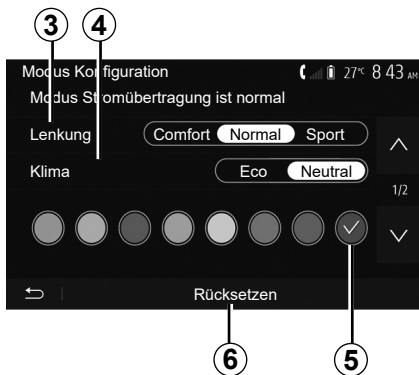 3 4
Modus Konfiguration 27°C 8 43 AM
Modus Stromübertragung ist normal
Lenkung Comfort Normal Sport
Klima Eco Neutral
1/2
Rücksetzen
6 5